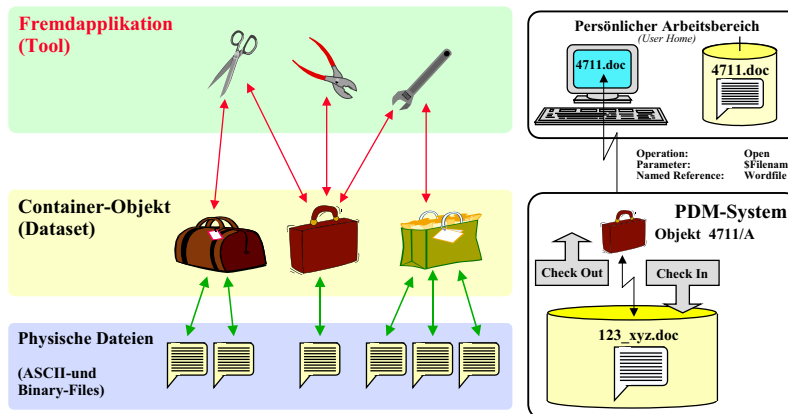 Fremdapplikation
(Tool)
Container-Objekt
(Dataset)
Physische Dateien
(ASCII-und
Binary-Files)
Persönlicher Arbeitsbereich
(User Home)
4711.doc
4711.doc
Operation: Open
Parameter: $Filenam
Named Reference: Wordfile
PDM-System
Objekt 4711/A
Check Out
Check In
123_xyz.doc